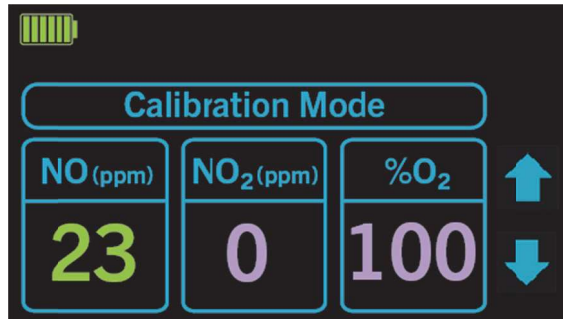 Calibration Mode
NO (ppm) NO₂ (ppm) %O₂
23 0 100